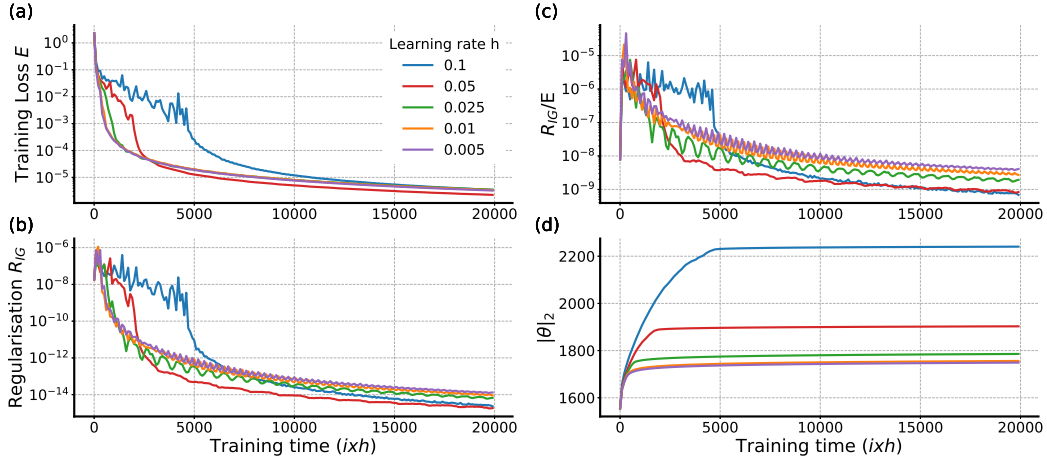 (a)
Training Loss E
10^0
10^-1
10^-2
10^-3
10^-4
10^-5
0 5000 10000 15000 20000
Learning rate h
0.1
0.05
0.025
0.01
0.005
(b)
Regularisation R_IG
10^-6
10^-8
10^-10
10^-12
10^-14
0 5000 10000 15000 20000
Training time (ixh)
(c)
R_IG/E
10^-5
10^-6
10^-7
10^-8
10^-9
0 5000 10000 15000 20000
(d)
|θ|_2
2200
2000
1800
1600
0 5000 10000 15000 20000
Training time (ixh)